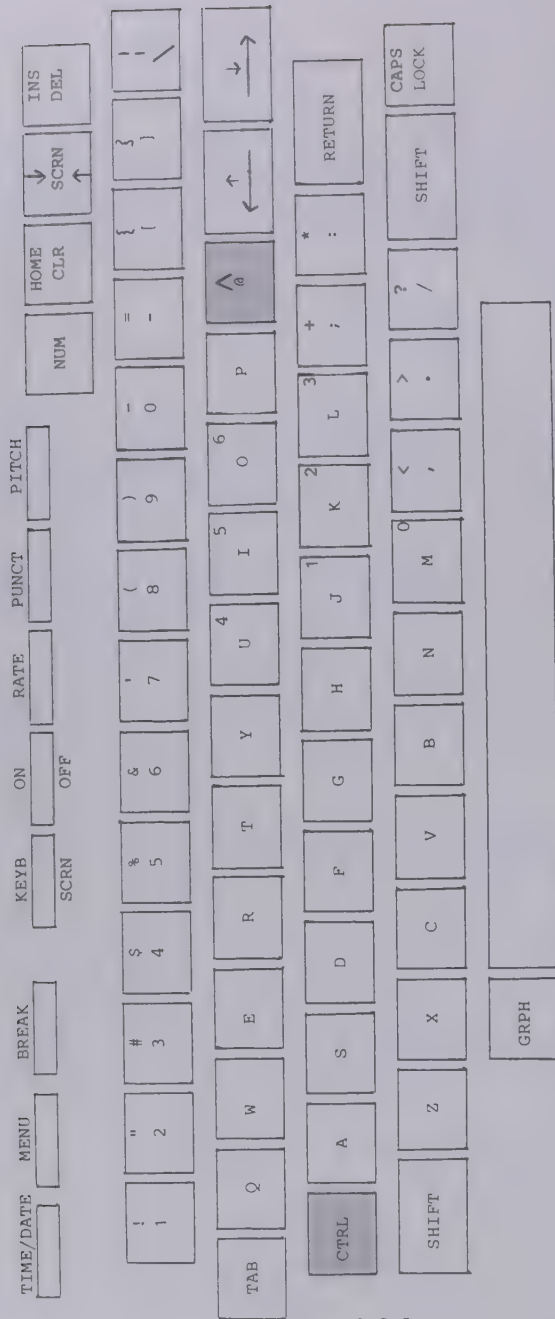 TIME/DATE MENU BREAK KEYB ON RATE PUNCT PITCH
SCRN OFF
HOME ↓ INS
NUM CLR SCRN DEL
↑
! " # $ % & ' ( ) - = { } ¦
1 2 3 4 5 6 7 8 9 0 - [ ] \
TAB Q W E R T Y U 4 I 5 O 6 P ^ @ ↑ ← ↓ →
CTRL A S D F G H J 1 K 2 L 3 + ; * : RETURN
SHIFT Z X C V B N M 0 < , > . ? / SHIFT CAPS LOCK
GRPH